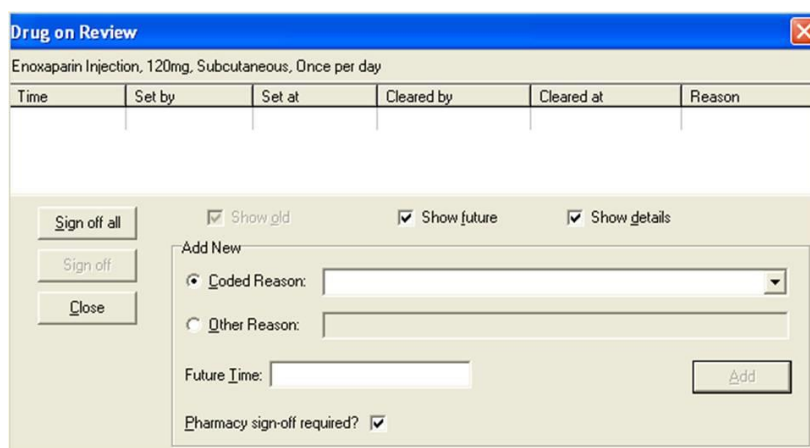 Drug on Review
Enoxaparin Injection, 120mg, Subcutaneous, Once per day
Time Set by Set at Cleared by Cleared at Reason
Sign off all Show old Show future Show details
Add New
Sign off Coded Reason:
Close Other Reason:
Future Time: Add
Pharmacy sign-off required?